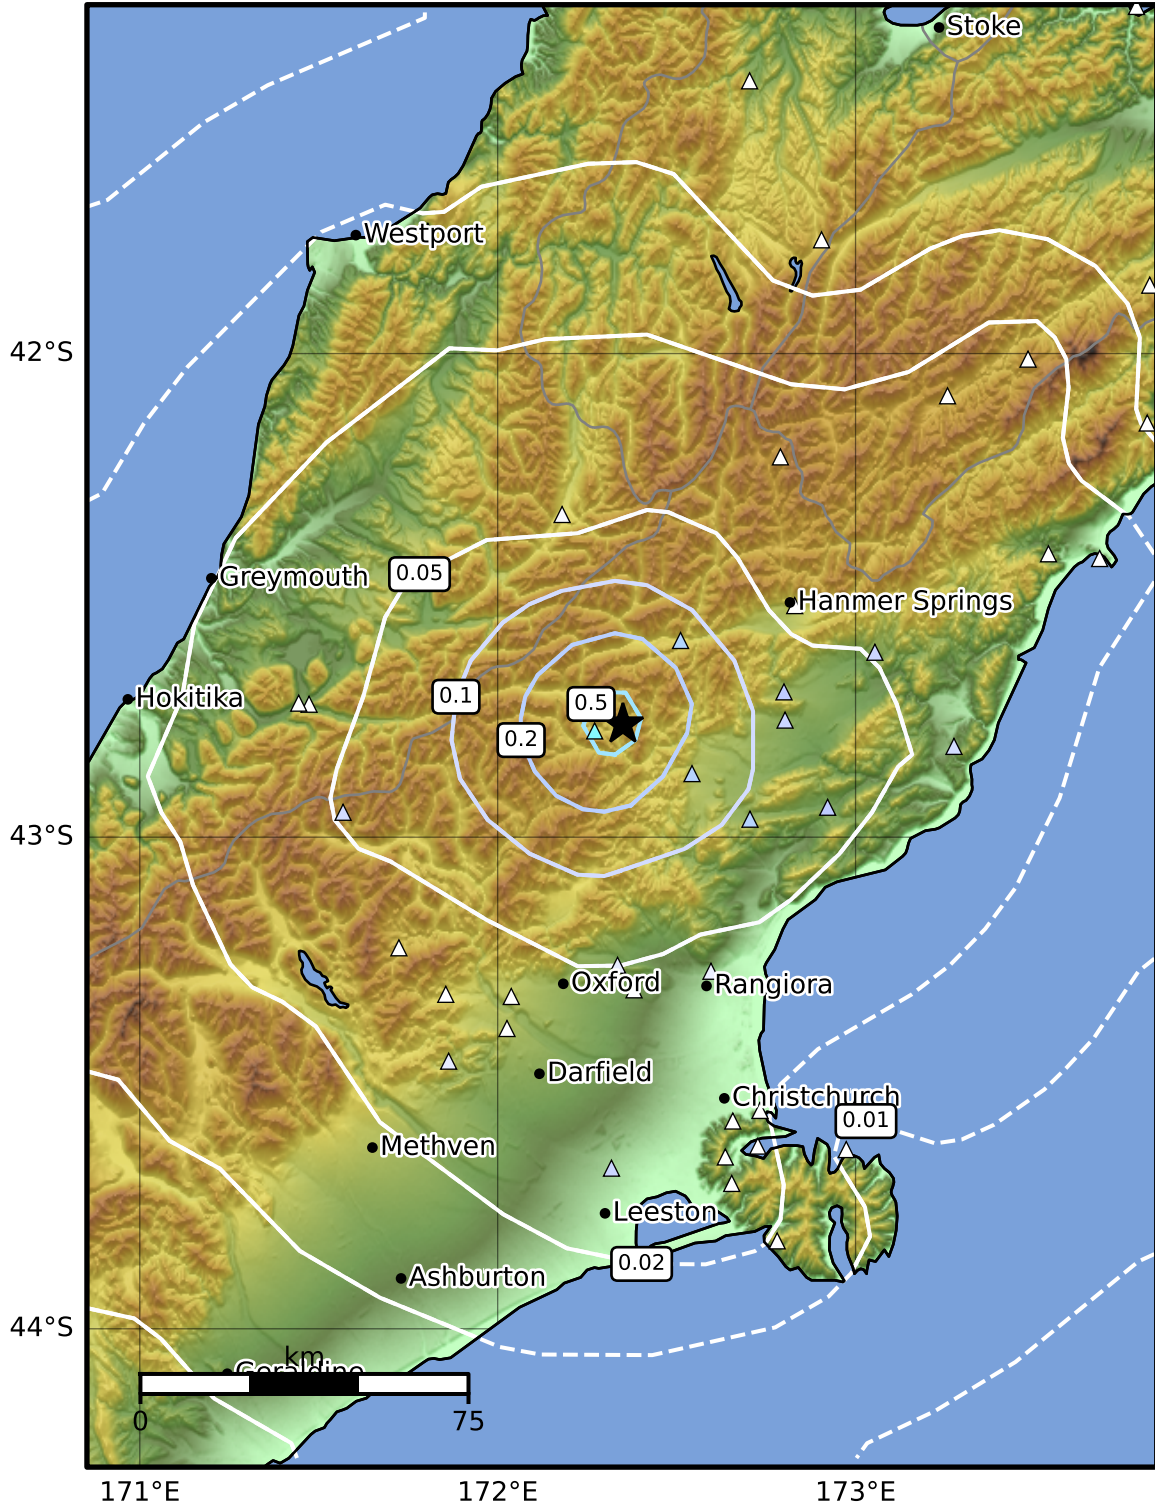 Stoke
Westport
42°S
0.05
Greymouth
Hanmer Springs
Hokitika
0.1
0.5
0.2
43°S
Oxford
Rangiora
Darfield
Christchurch
0.01
Methven
Leeston
0.02
Ashburton
44°S
km
Geraldine
0
75
171°E
172°E
173°E